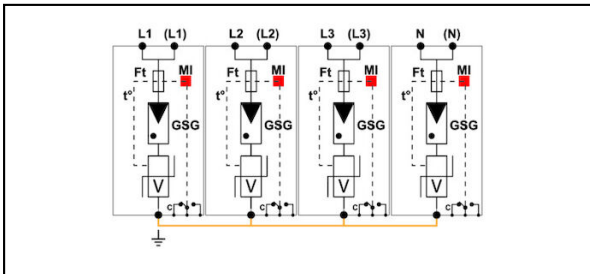 L1 (L1) L2 (L2) L3 (L3) N (N)
Ft MI Ft MI Ft MI Ft MI
t° t° t° t°
GSG GSG GSG GSG
V V V V
C C C C